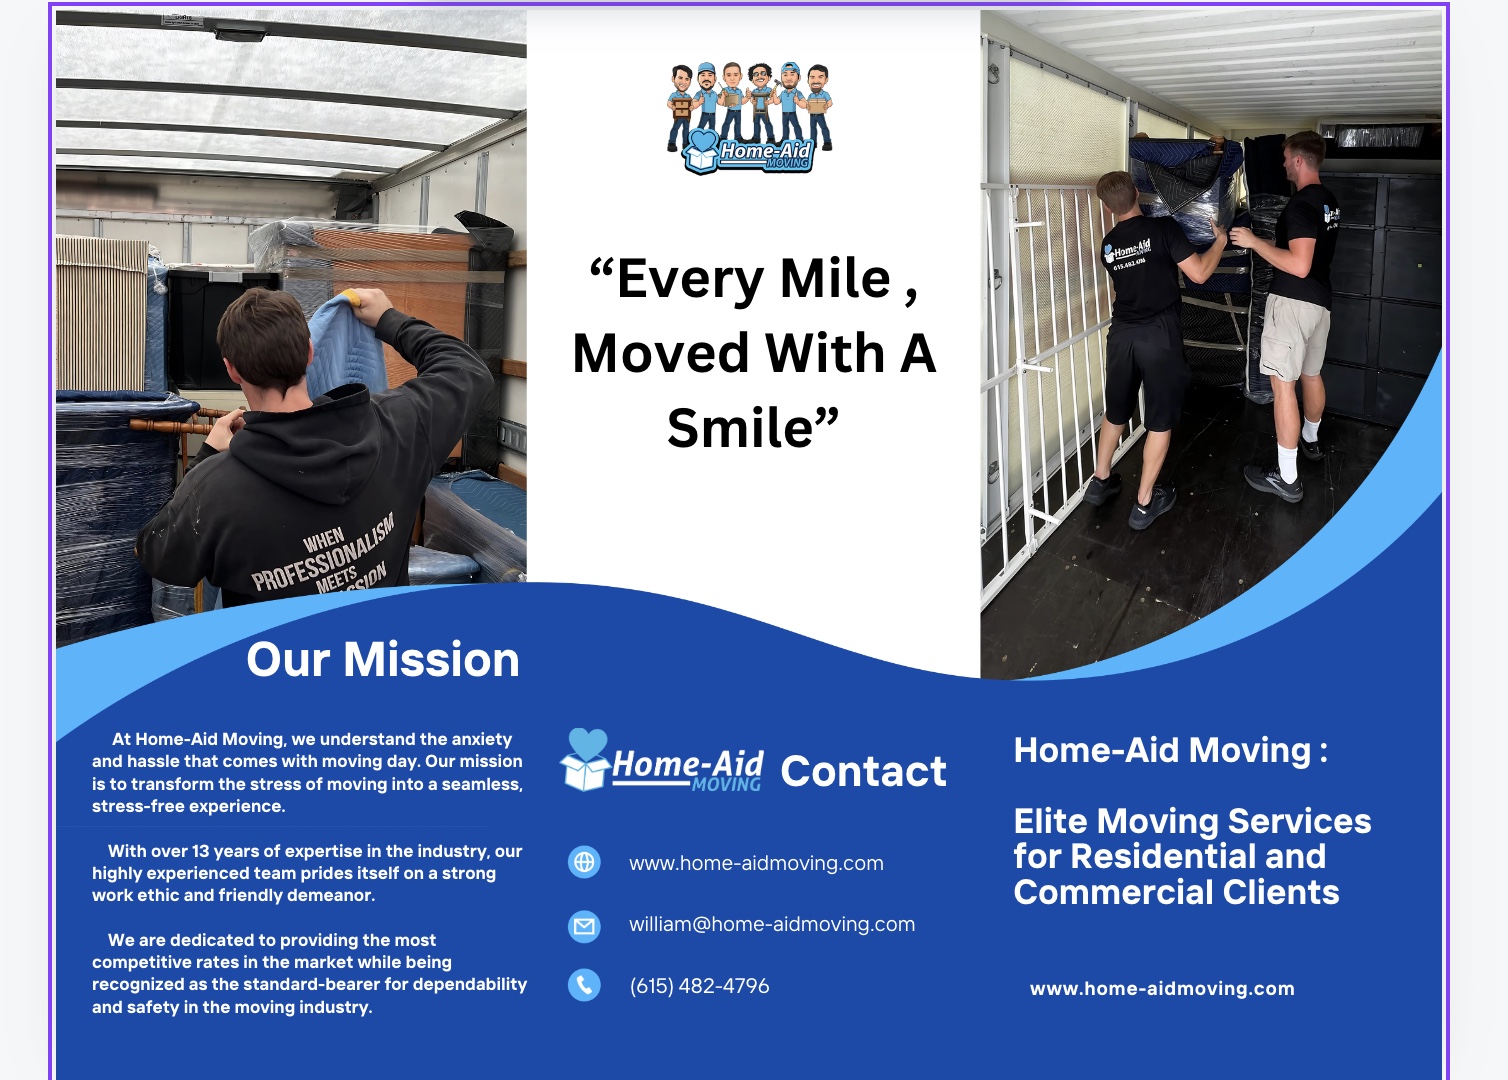 Home-Aid
MOVING
“Every Mile ,
Moved With A
Smile”
WHEN
PROFESSIONALISM
MEETS
Home-Aid
MOVING
615.482.4796
Our Mission
At Home-Aid Moving, we understand the anxiety
and hassle that comes with moving day. Our mission
is to transform the stress of moving into a seamless,
stress-free experience.
With over 13 years of expertise in the industry, our
highly experienced team prides itself on a strong
work ethic and friendly demeanor.
We are dedicated to providing the most
competitive rates in the market while being
recognized as the standard-bearer for dependability
and safety in the moving industry.
Home-Aid
MOVING
Contact
www.home-aidmoving.com
william@home-aidmoving.com
(615) 482-4796
Home-Aid Moving :
Elite Moving Services
for Residential and
Commercial Clients
www.home-aidmoving.com